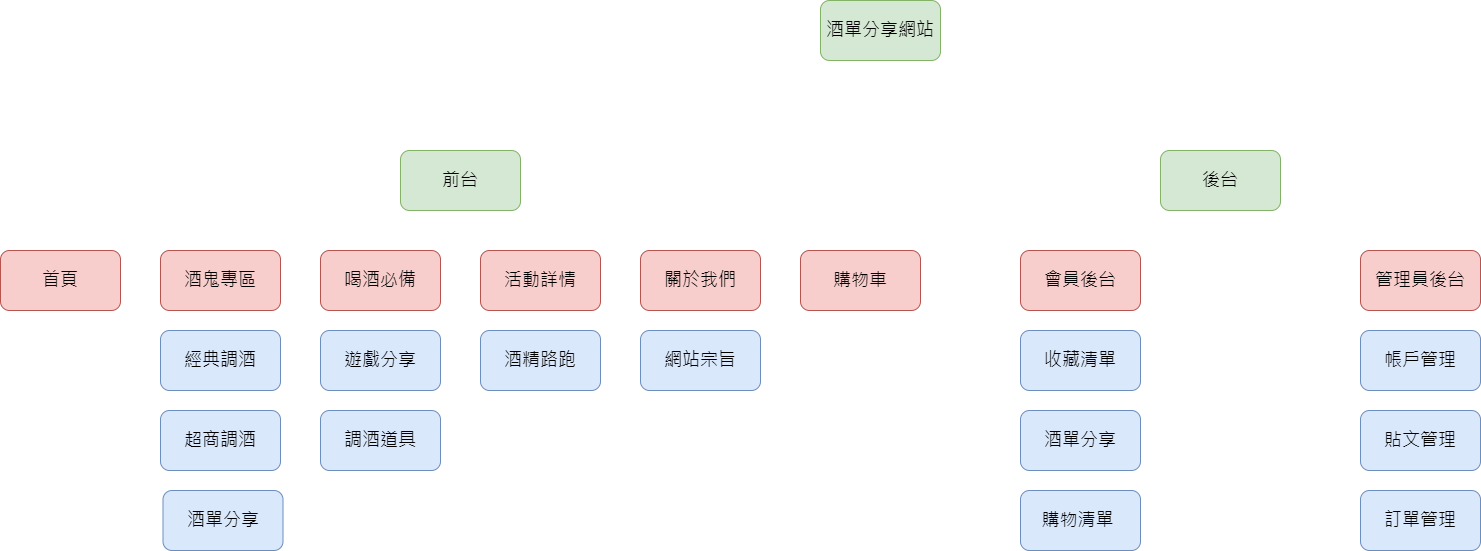 酒單分享網站
前台
後台
首頁
酒鬼專區
喝酒必備
活動詳情
關於我們
購物車
會員後台
管理員後台
經典調酒
遊戲分享
酒精路跑
網站宗旨
收藏清單
帳戶管理
超商調酒
調酒道具
酒單分享
貼文管理
酒單分享
購物清單
訂單管理